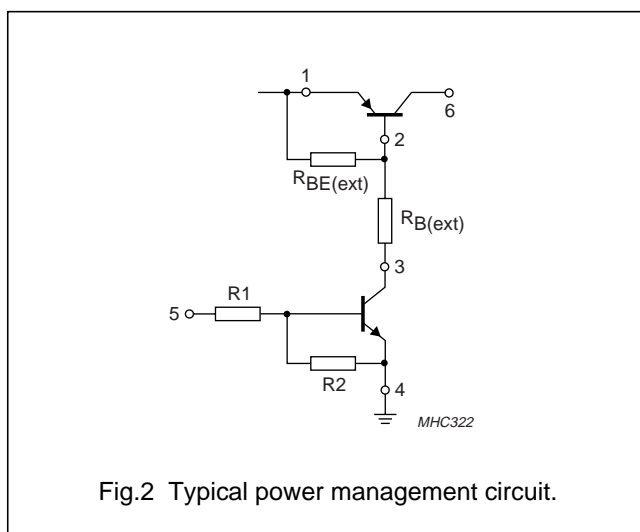 1
6
2
RBE(ext)
RB(ext)
3
R1
5
R2
4
MHC322
Fig.2 Typical power management circuit.